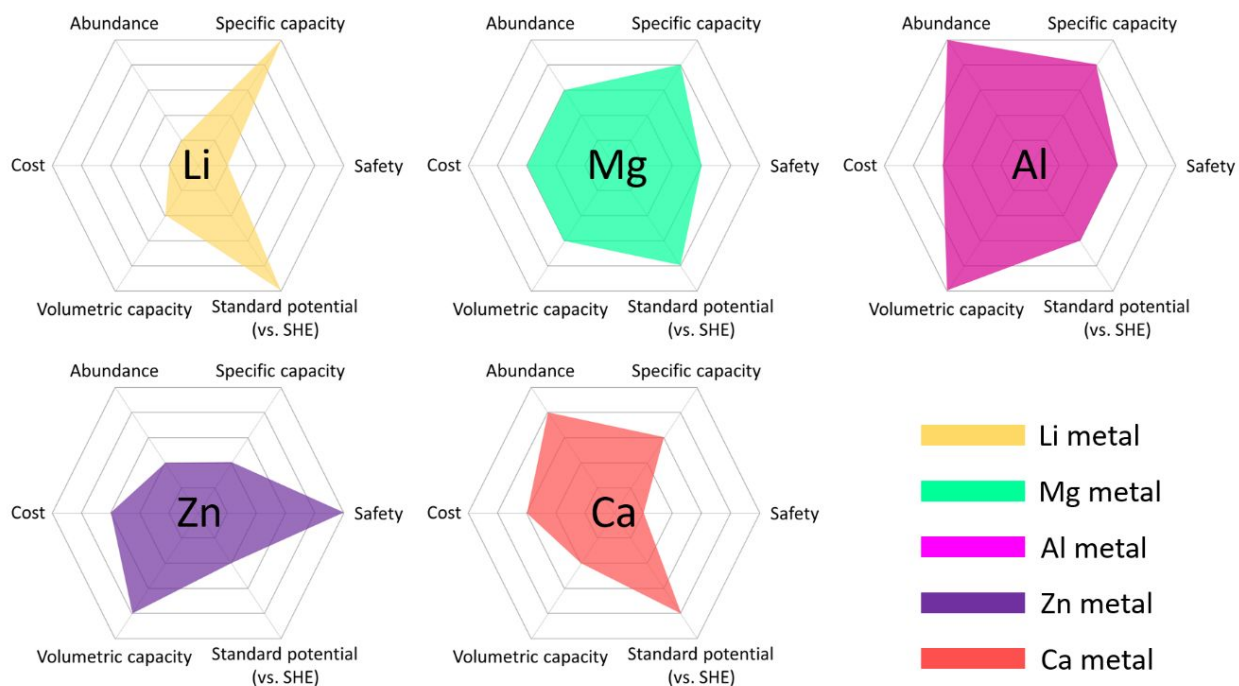 Abundance Specific capacity
Cost Li Safety
Volumetric capacity Standard potential
(vs. SHE)
Abundance Specific capacity
Cost Mg Safety
Volumetric capacity Standard potential
(vs. SHE)
Abundance Specific capacity
Cost Al Safety
Volumetric capacity Standard potential
(vs. SHE)
Abundance Specific capacity
Cost Zn Safety
Volumetric capacity Standard potential
(vs. SHE)
Abundance Specific capacity
Cost Ca Safety
Volumetric capacity Standard potential
(vs. SHE)
Li metal
Mg metal
Al metal
Zn metal
Ca metal